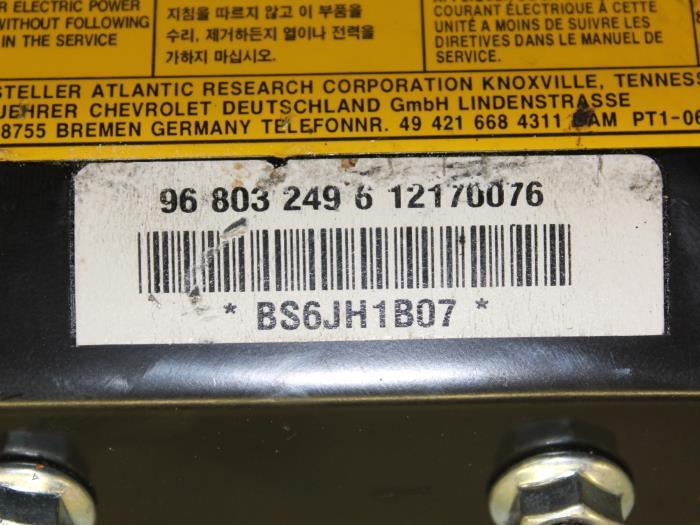 R ELECTRIC POWER
WITHOUT FOLLOWING
IN THE SERVICE
지침을 따르지 않고 이 부품을
수리, 제거하든지 열이나 전력을
가하지 마십시오.
COURANT ÉLECTRIQUE À CETTE
UNITÉ A MOINS DE SUIVRE LES
DIRETIVES DANS LE MANUEL DE
SERVICE.
STELLER ATLANTIC RESEARCH CORPORATION KNOXVILLE, TENNESS
UEHRER CHEVROLET DEUTSCHLAND GmbH LINDENSTRASSE
8755 BREMEN GERMANY TELEFONNR. 49 421 668 4311 BAM PT1-06
96 803 249 6 12170076
* BS6JH1B07 *